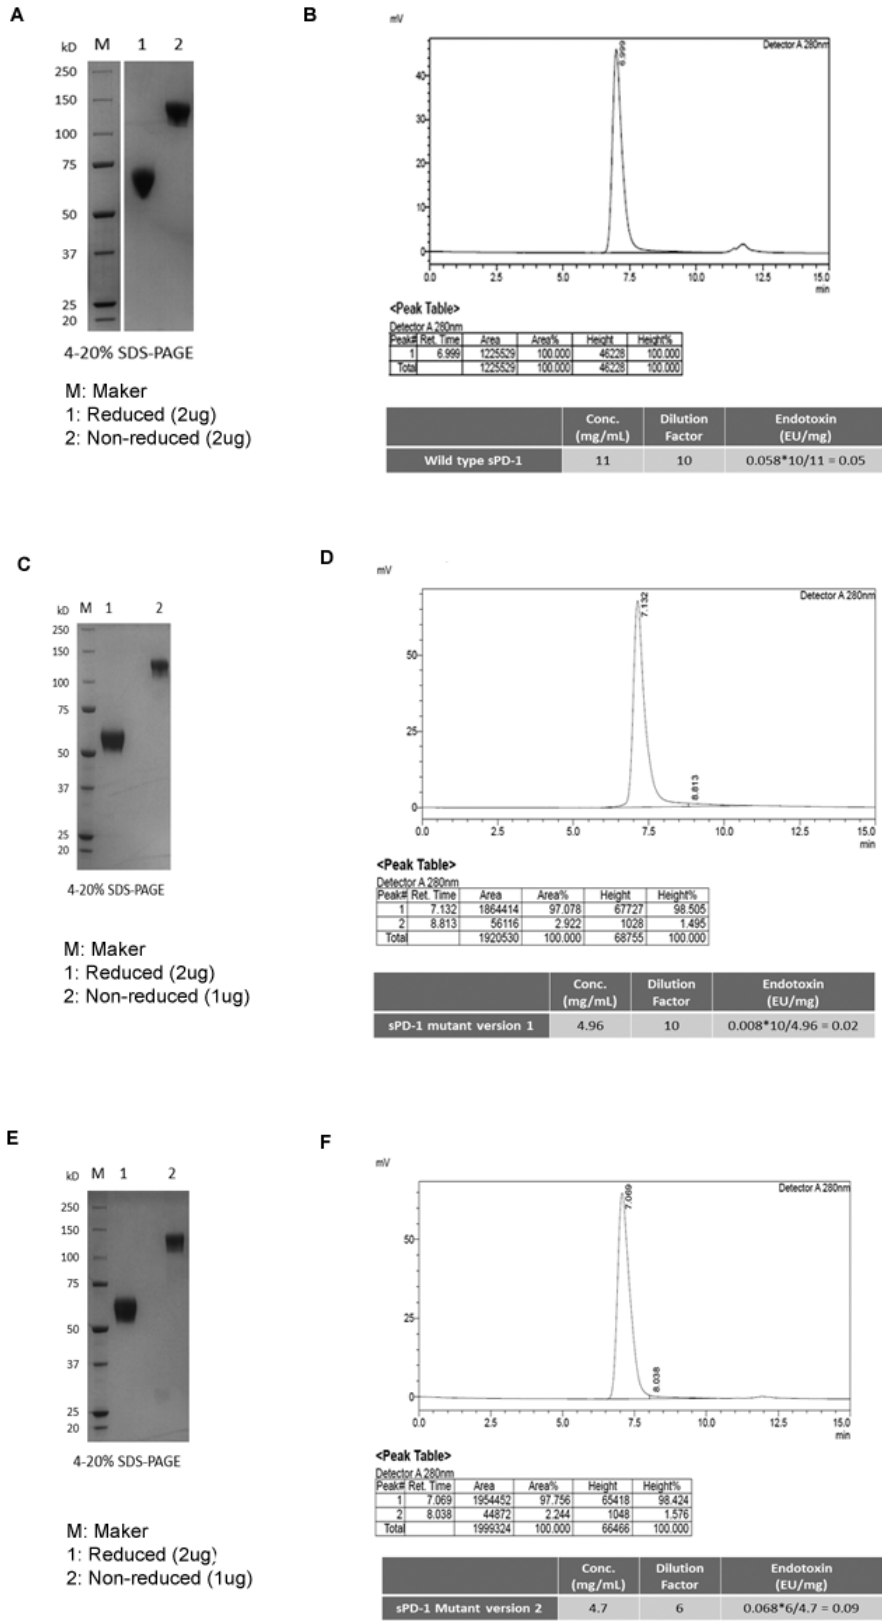 A
kD M 1 2
250
150
100
75
50
37
25
20
4-20% SDS-PAGE
M: Maker
1: Reduced (2ug)
2: Non-reduced (2ug)
B
mV
Detector A 280nm
6.999
40
30
20
10
0
0.0 2.5 5.0 7.5 10.0 12.5 15.0
min
<Peak Table>
Detector A 280nm
Peak# Ret. Time Area Area% Height Height%
1 6.999 1225529 100.000 46228 100.000
Total 1225529 100.000 46228 100.000
Conc. (mg/mL) Dilution Factor Endotoxin (EU/mg)
Wild type sPD-1 11 10 0.058*10/11 = 0.05
C
kD M 1 2
250
150
100
75
50
37
25
20
4-20% SDS-PAGE
M: Maker
1: Reduced (2ug)
2: Non-reduced (1ug)
D
mV
Detector A 280nm
7.132
8.813
50
25
0
0.0 2.5 5.0 7.5 10.0 12.5 15.0
min
<Peak Table>
Detector A 280nm
Peak# Ret. Time Area Area% Height Height%
1 7.132 1864414 97.078 67727 98.505
2 8.813 56116 2.922 1028 1.495
Total 1920530 100.000 68755 100.000
Conc. (mg/mL) Dilution Factor Endotoxin (EU/mg)
sPD-1 mutant version 1 4.96 10 0.008*10/4.96 = 0.02
E
kD M 1 2
250
150
100
75
50
37
25
20
4-20% SDS-PAGE
M: Maker
1: Reduced (2ug)
2: Non-reduced (1ug)
F
mV
Detector A 280nm
7.069
8.038
50
25
0
0.0 2.5 5.0 7.5 10.0 12.5 15.0
min
<Peak Table>
Detector A 280nm
Peak# Ret. Time Area Area% Height Height%
1 7.069 1954452 97.756 65418 98.424
2 8.038 44872 2.244 1048 1.576
Total 1999324 100.000 66466 100.000
Conc. (mg/mL) Dilution Factor Endotoxin (EU/mg)
sPD-1 Mutant version 2 4.7 6 0.068*6/4.7 = 0.09